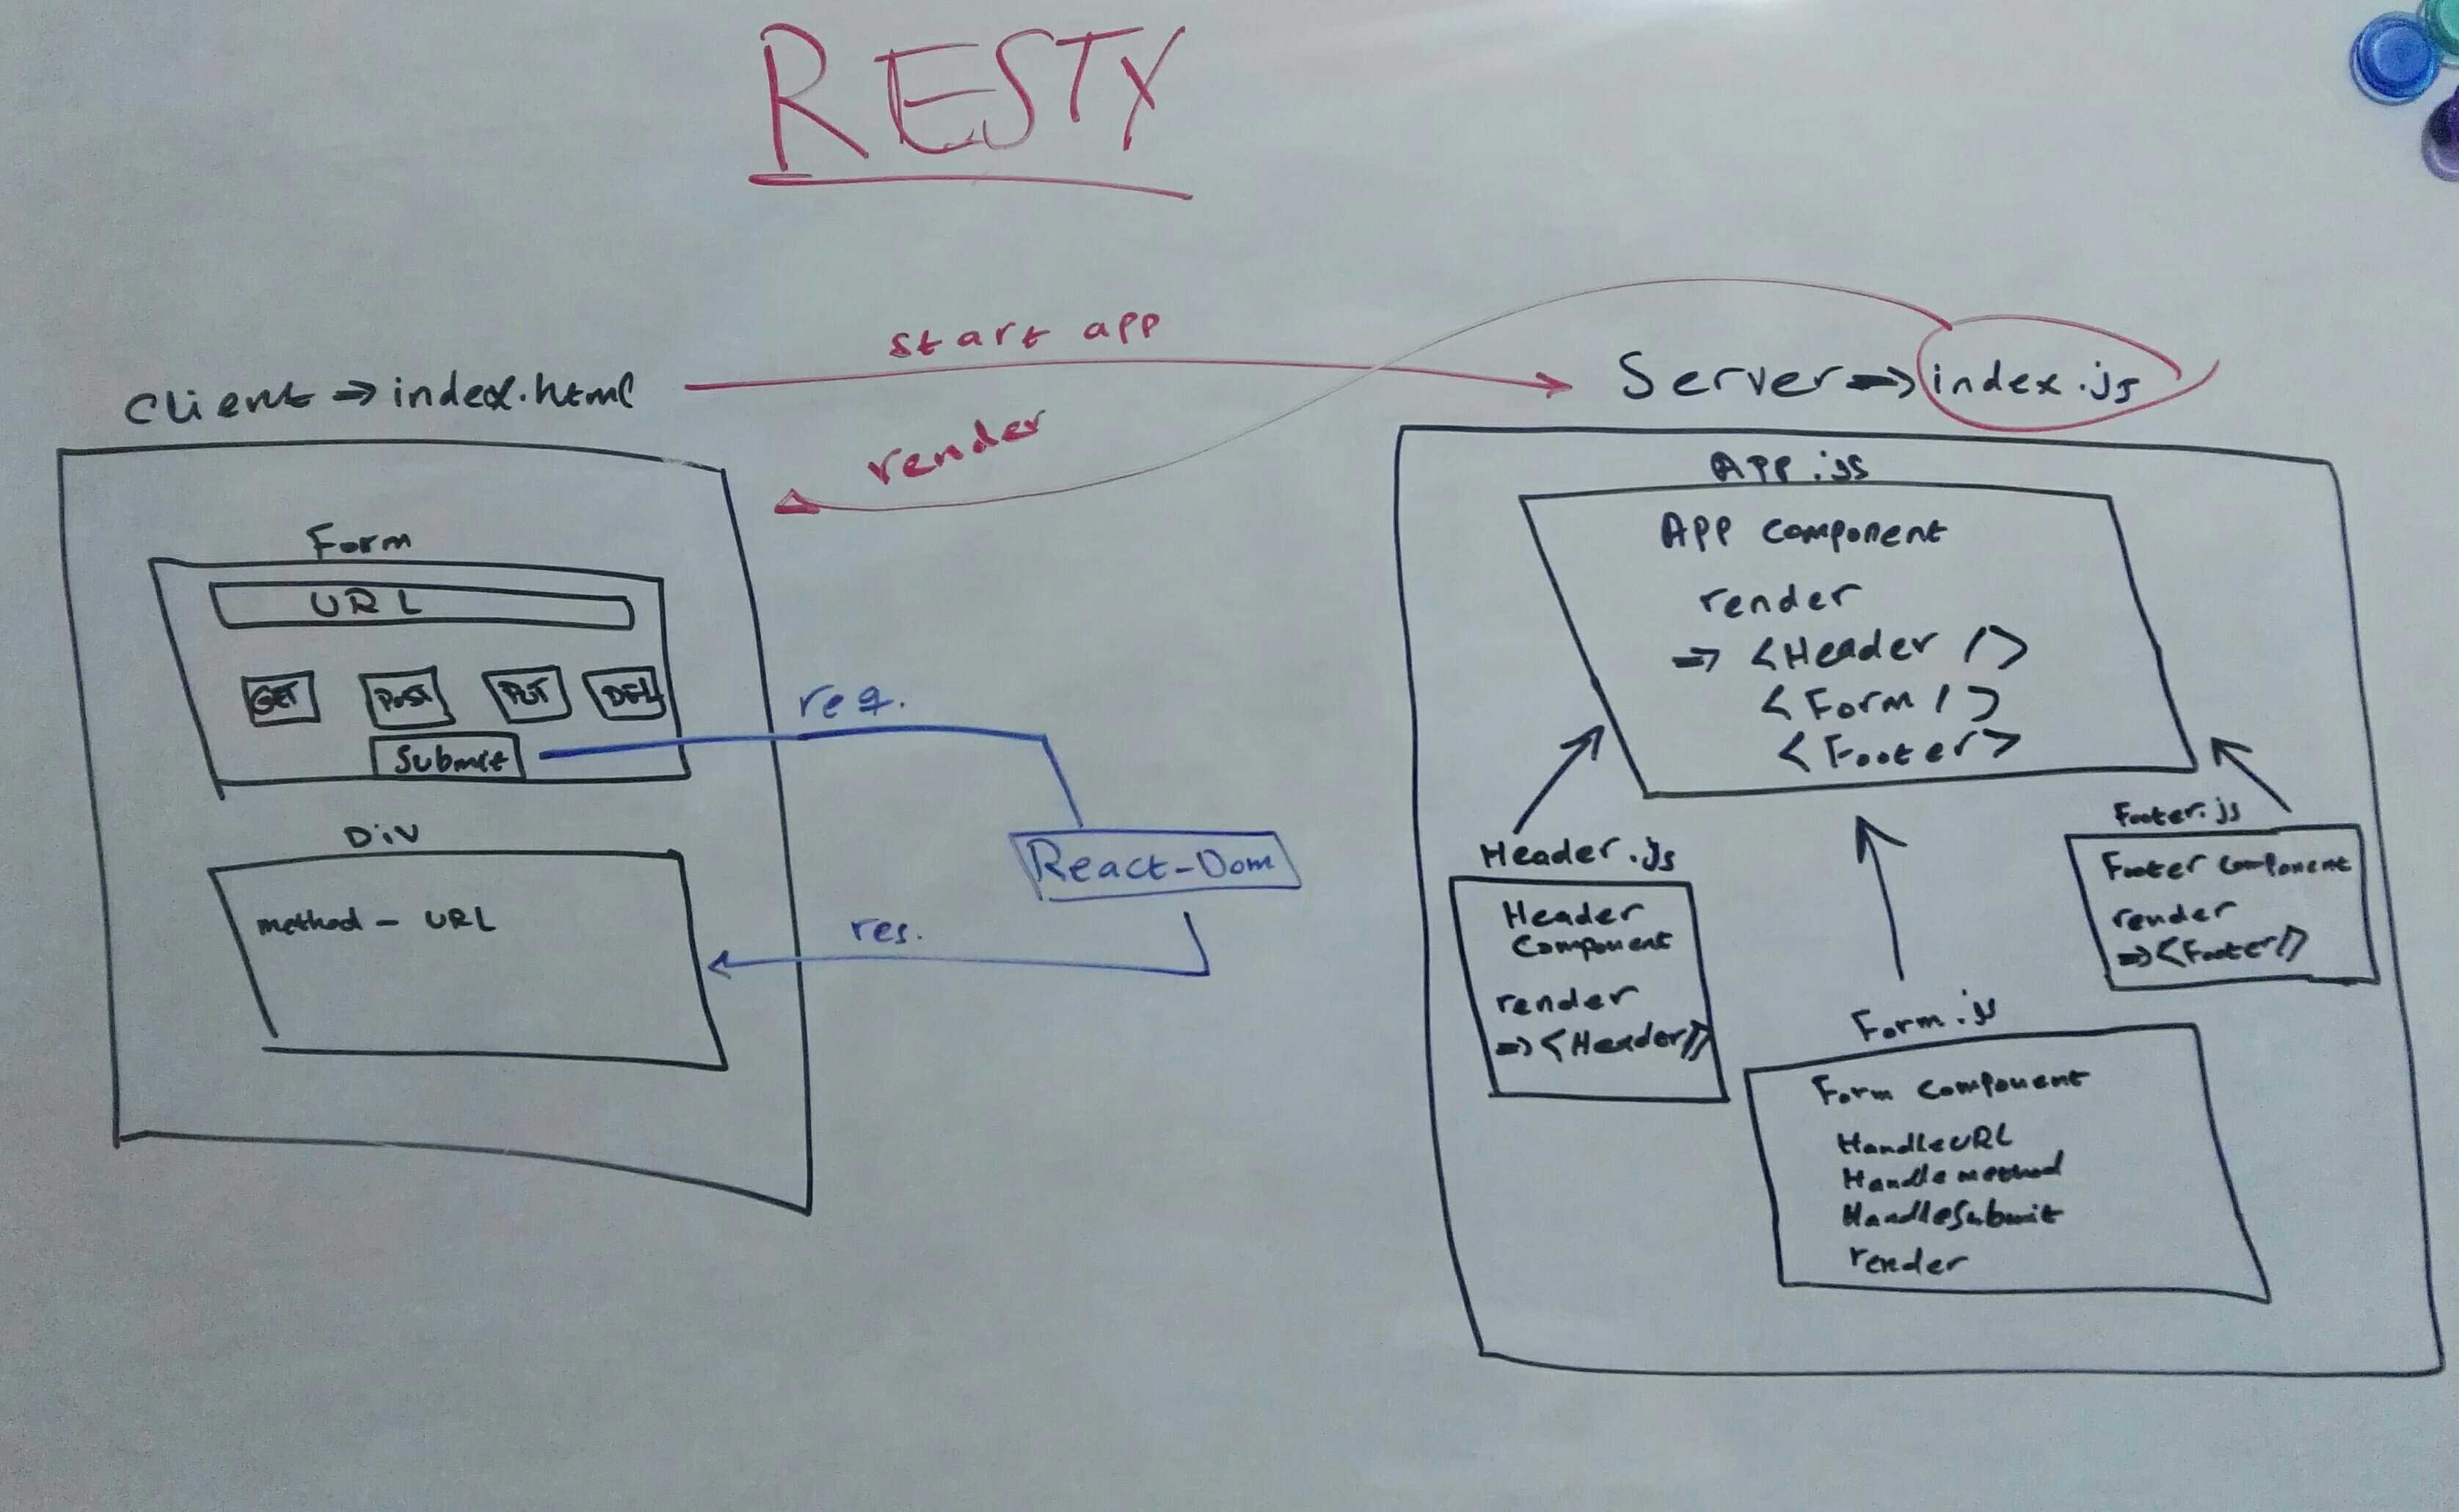 RESTY
start app
Client => index.html
Server => index.js
render
Form
URL
GET POST PUT DEL
Submit
req.
React-Dom
res.
Div
method - URL
APP.js
APP component
render
=> <Header />
<Form / >
<Footer>
Header.js
Header
Component
render
=> <Header/>
Footer.js
Footer Component
render
=> <Footer/>
Form.js
Form component
HandleURL
Handle method
HandleSubmit
render